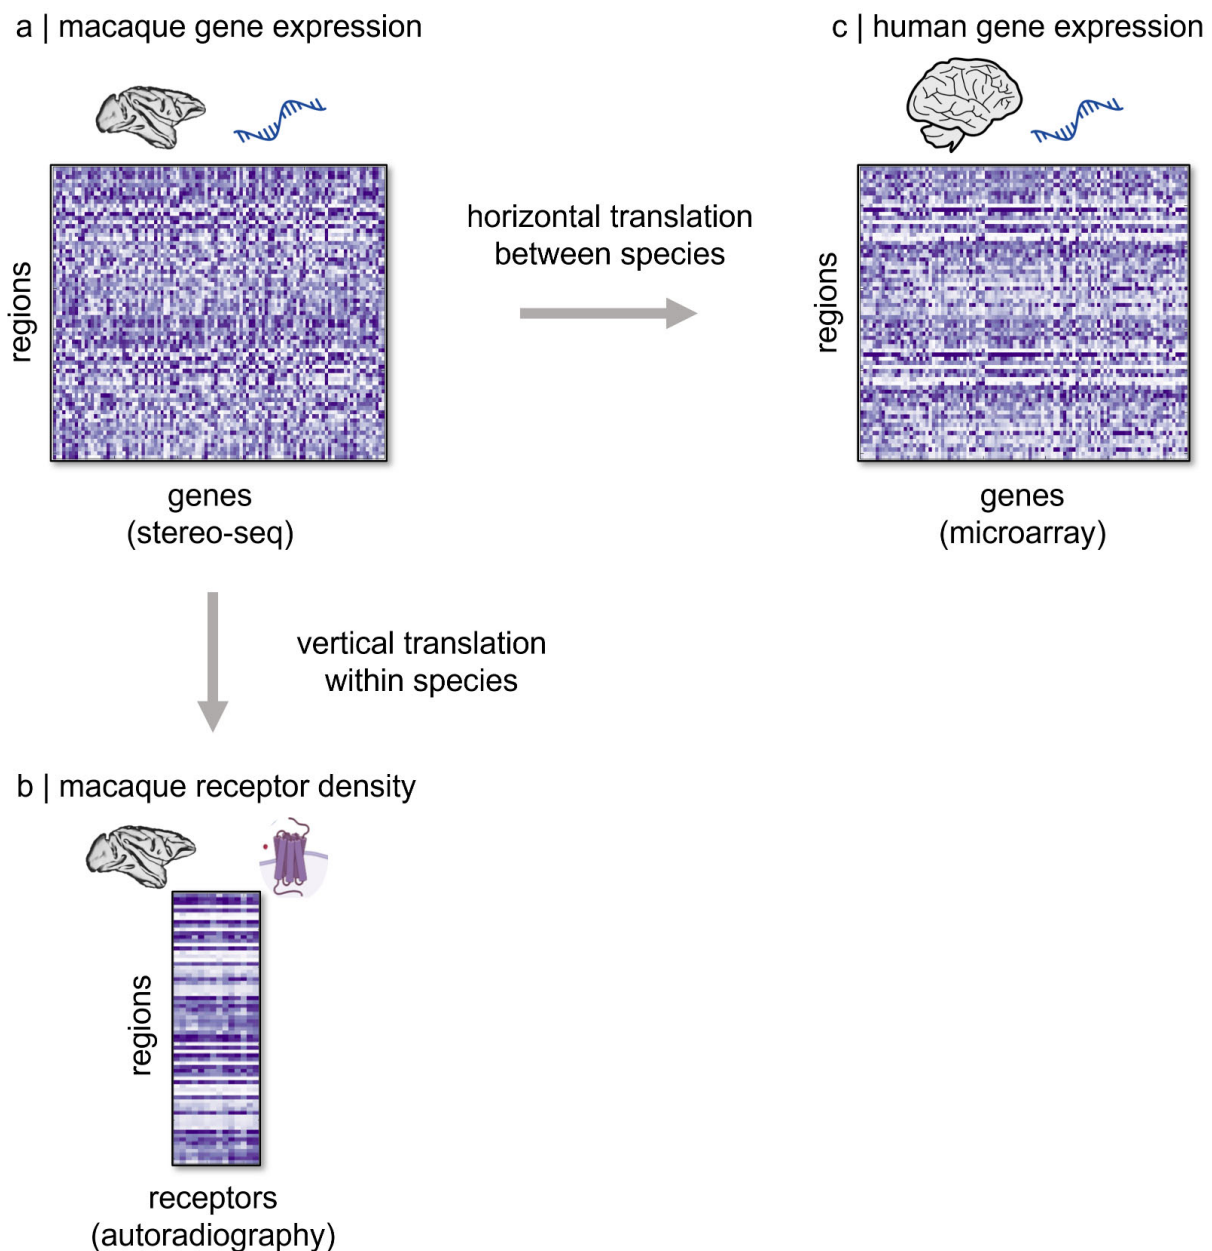 a | macaque gene expression
c | human gene expression
regions
genes
(stereo-seq)
horizontal translation
between species
regions
genes
(microarray)
vertical translation
within species
b | macaque receptor density
regions
receptors
(autoradiography)